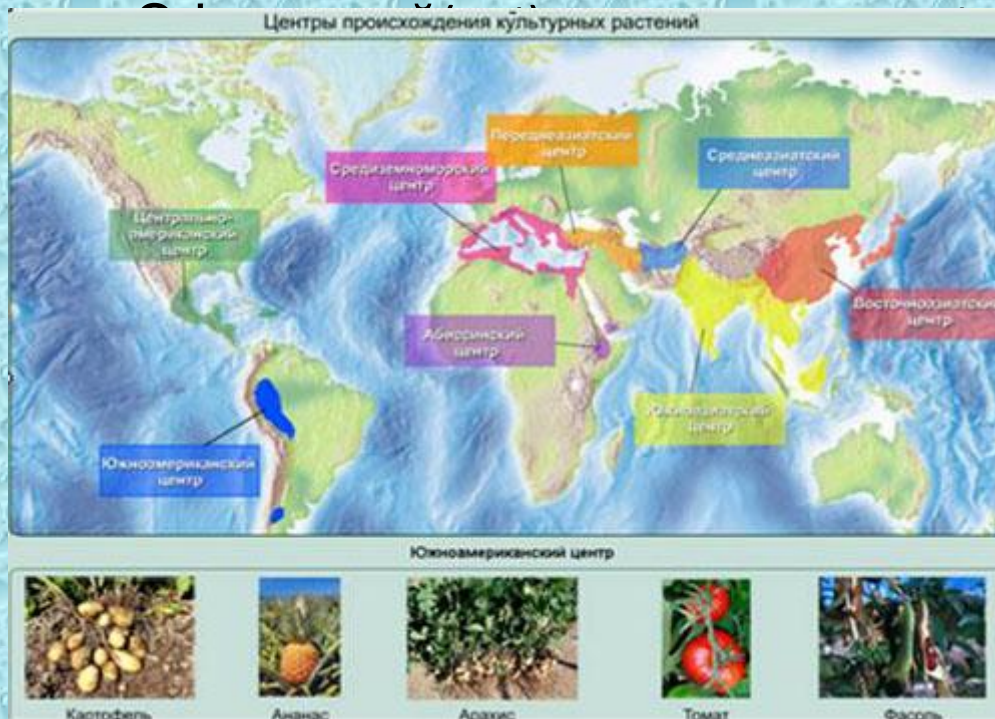 Центры происхождения культурных растений
Переднеазиатский
центр
Средиземноморский
центр
Среднеазиатский
центр
Центрально-
американский
центр
Восточноазиатский
центр
Абиссинский
центр
Южноазиатский
центр
Южноамериканский
центр
Южноамериканский центр
Картофель
Ананас
Арахис
Томат
Фасоль